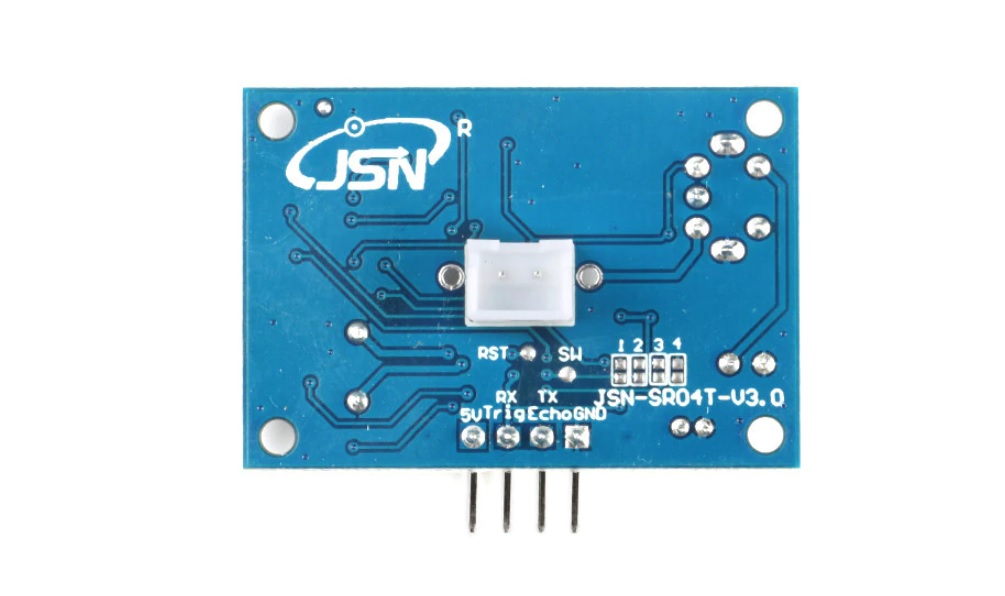 JSN R
1 2 3 4
RST SW
RX TX
JSN-SR04T-V3.0
5V Trig Echo GND